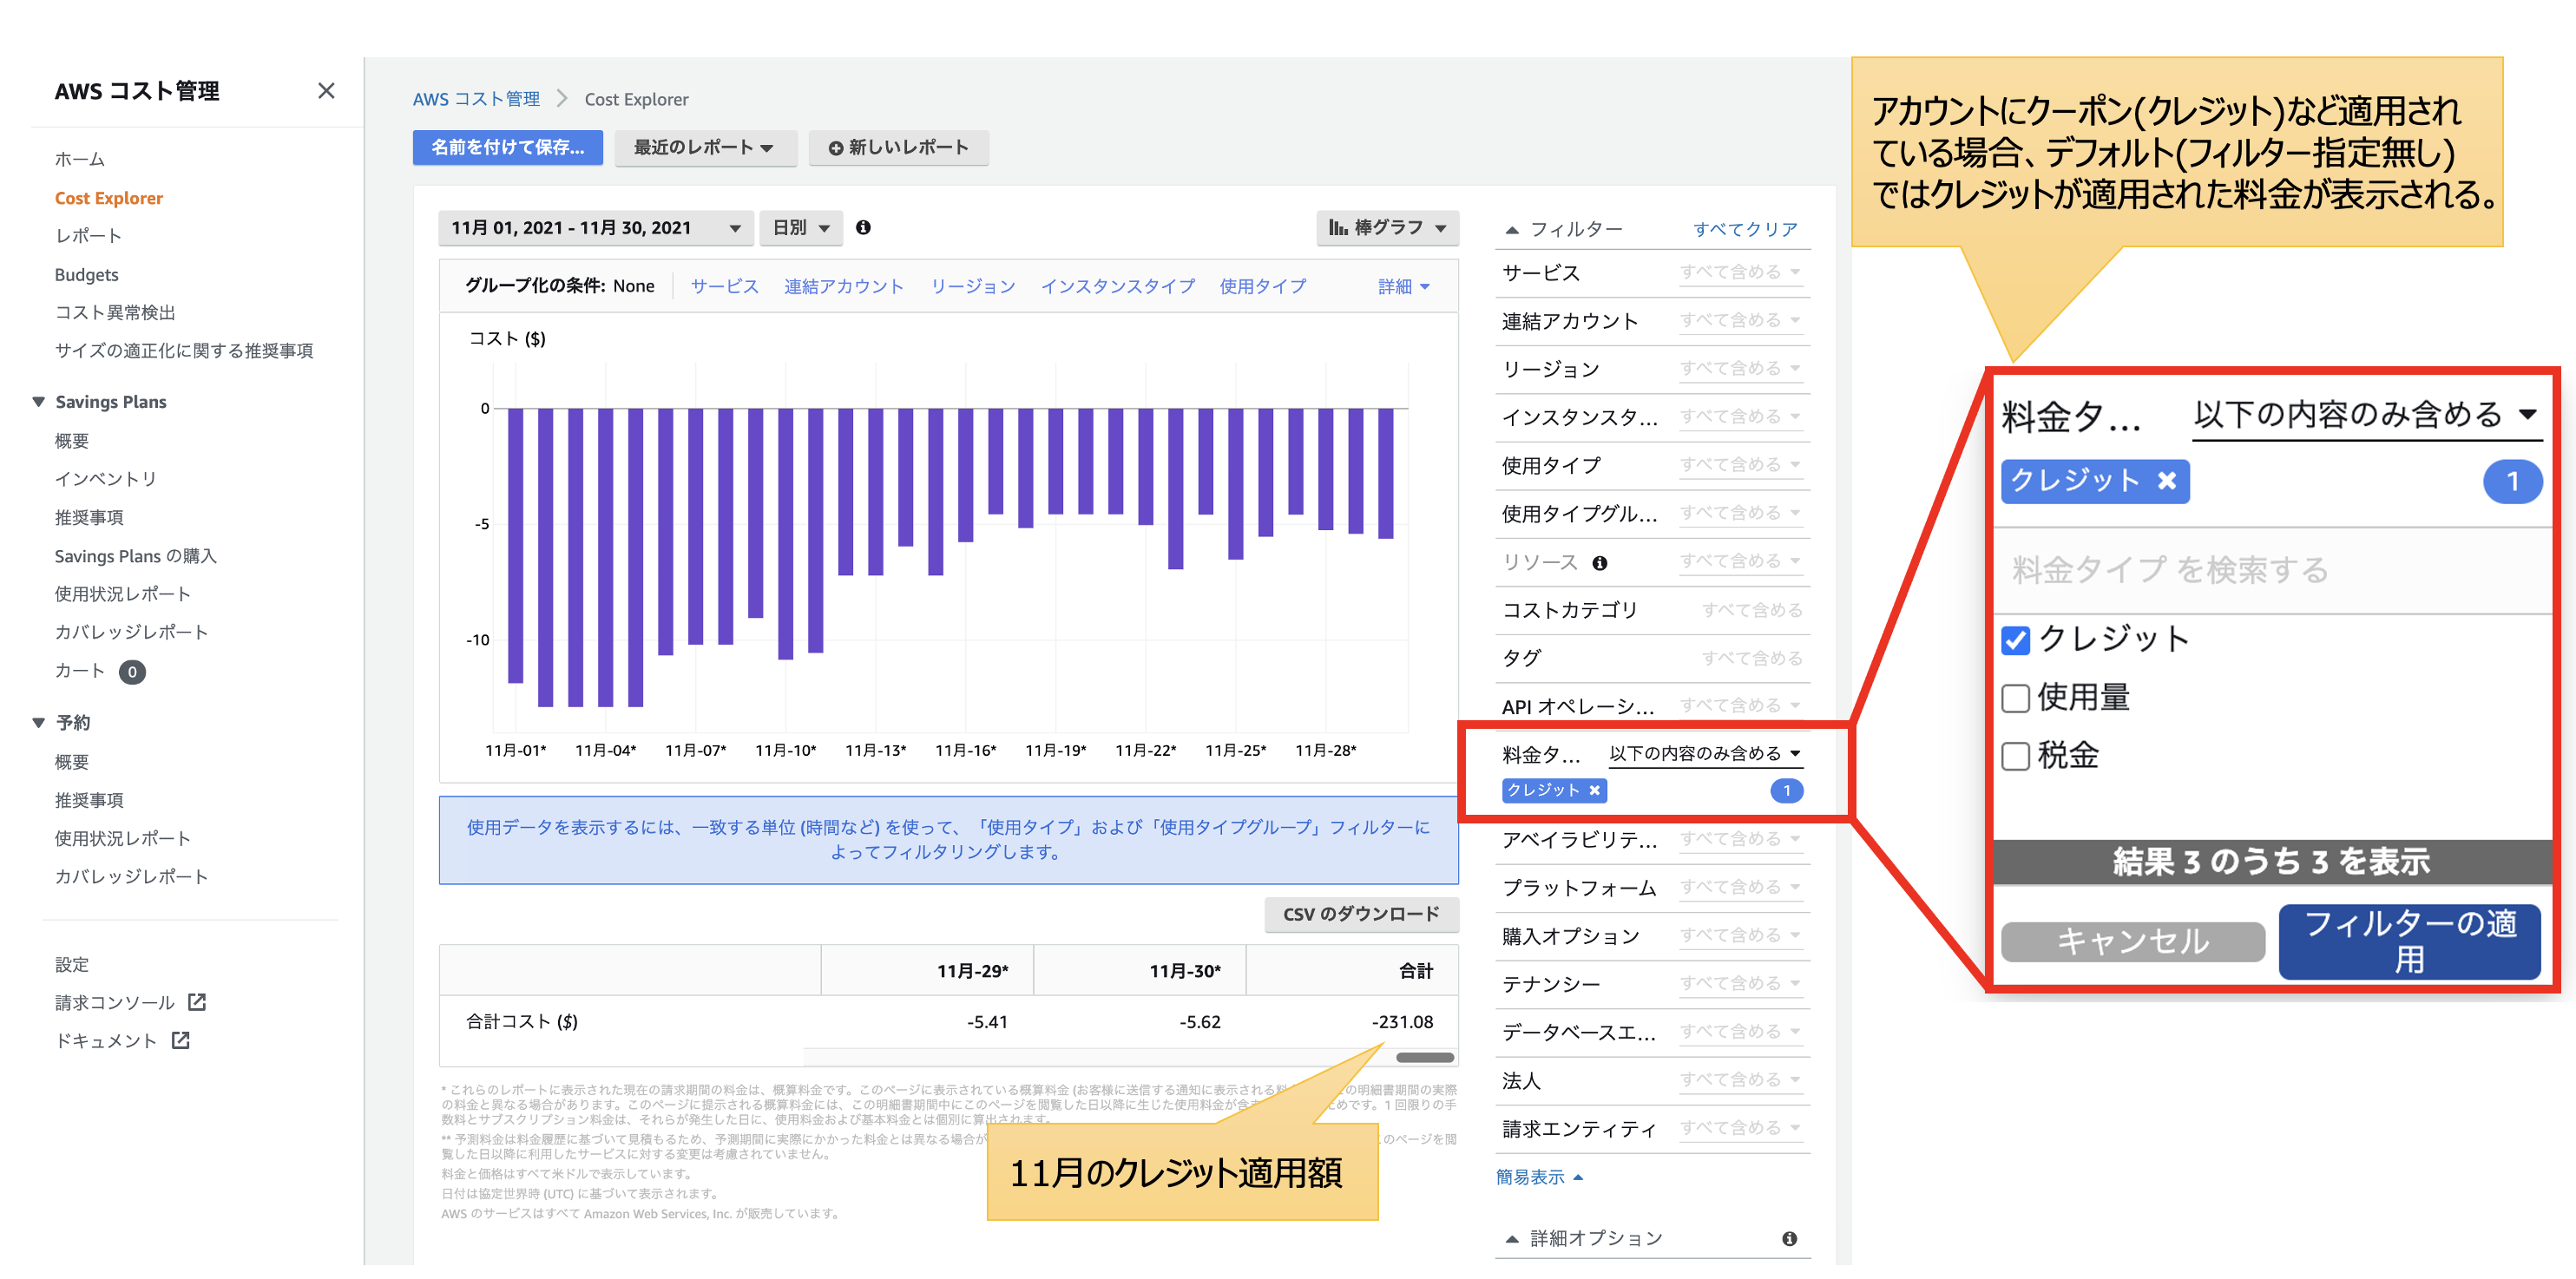 AWS コスト管理
ホーム
Cost Explorer
レポート
Budgets
コスト異常検出
サイズの適正化に関する推奨事項
Savings Plans
概要
インベントリ
推奨事項
Savings Plans の購入
使用状況レポート
カバレッジレポート
カート 0
予約
概要
推奨事項
使用状況レポート
カバレッジレポート
設定
請求コンソール
ドキュメント
AWS コスト管理 Cost Explorer
名前を付けて保存... 最近のレポート 新しいレポート
11月 01, 2021 - 11月 30, 2021 日別 棒グラフ
グループ化の条件: None サービス 連結アカウント リージョン インスタンスタイプ 使用タイプ 詳細
コスト ($)
0
-5
-10
11月-01* 11月-04* 11月-07* 11月-10* 11月-13* 11月-16* 11月-19* 11月-22* 11月-25* 11月-28*
使用データを表示するには、一致する単位 (時間など) を使って、「使用タイプ」および「使用タイプグループ」フィルターに
よってフィルタリングします。
CSV のダウンロード
11月-29* 11月-30* 合計
合計コスト ($) -5.41 -5.62 -231.08
* これらのレポートに表示された現在の請求期間の料金は、概算料金です。このページに表示されている概算料金 (お客様に送信する通知に表示される料 の明細書期間の実際
の料金と異なる場合があります。このページに提示される概算料金には、この明細書期間中にこのページを閲覧した日以降に生じた使用料金が含ま ためです。1 回限りの手
数料とサブスクリプション料金は、それらが発生した日に、使用料金および基本料金とは個別に算出されます。
** 予測料金は料金履歴に基づいて見積もるため、予測期間に実際にかかった料金とは異なる場合が このページを閲
覧した日以降に利用したサービスに対する変更は考慮されていません。
料金と価格はすべて米ドルで表示しています。
日付は協定世界時 (UTC) に基づいて表示されます。
AWS のサービスはすべて Amazon Web Services, Inc. が販売しています。
11月のクレジット適用額
フィルター すべてクリア
サービス すべて含める
連結アカウント すべて含める
リージョン すべて含める
インスタンスタ... すべて含める
使用タイプ すべて含める
使用タイプグル... すべて含める
リソース すべて含める
コストカテゴリ すべて含める
タグ すべて含める
API オペレーシ... すべて含める
料金タ... 以下の内容のみ含める
クレジット 1
アベイラビリテ... すべて含める
プラットフォーム すべて含める
購入オプション すべて含める
テナンシー すべて含める
データベースエ... すべて含める
法人 すべて含める
請求エンティティ すべて含める
簡易表示
詳細オプション
アカウントにクーポン(クレジット)など適用され
ている場合、デフォルト(フィルター指定無し)
ではクレジットが適用された料金が表示される。
料金タ... 以下の内容のみ含める
クレジット 1
料金タイプ を検索する
クレジット
使用量
税金
結果 3 のうち 3 を表示
キャンセル
フィルターの適
用